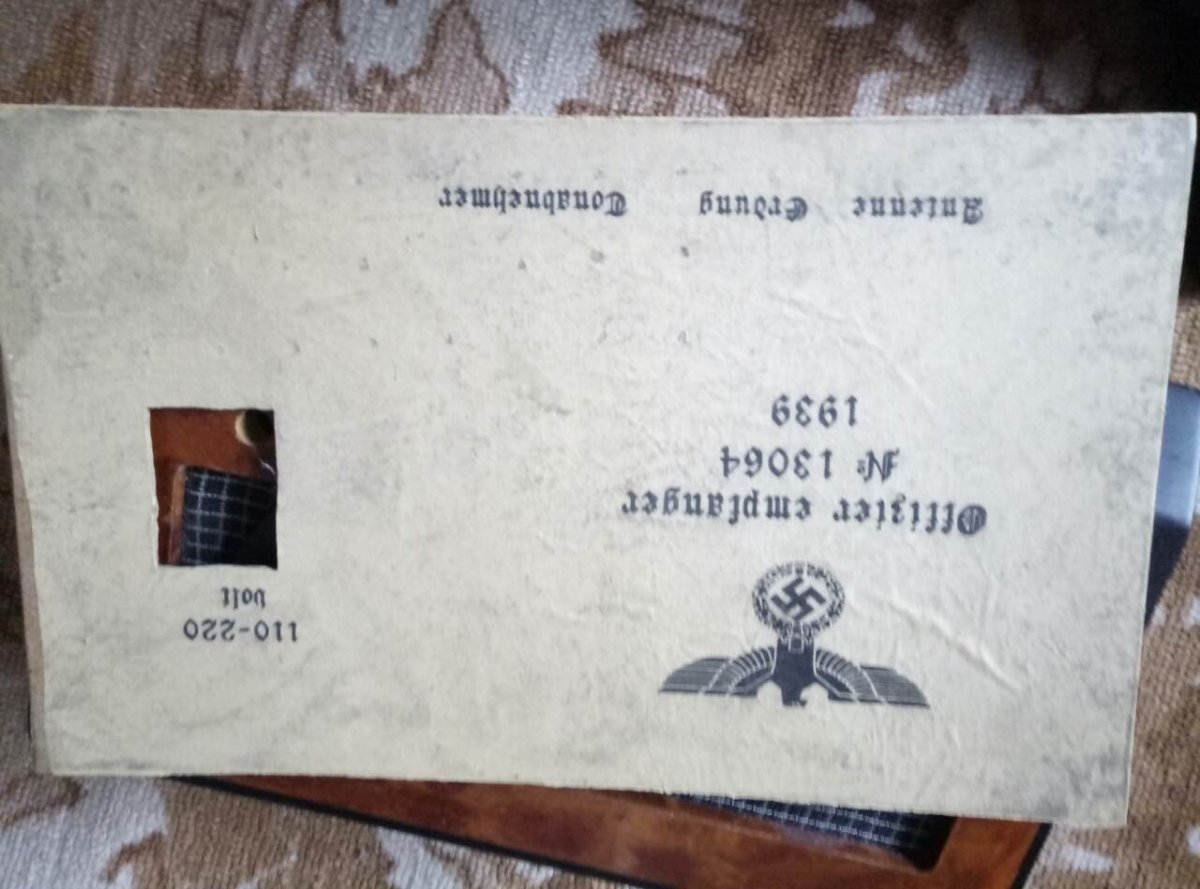 Offizier empfanger
№ 13064
1939
110-220
volt
Antenne Erdung Tonabnehmer